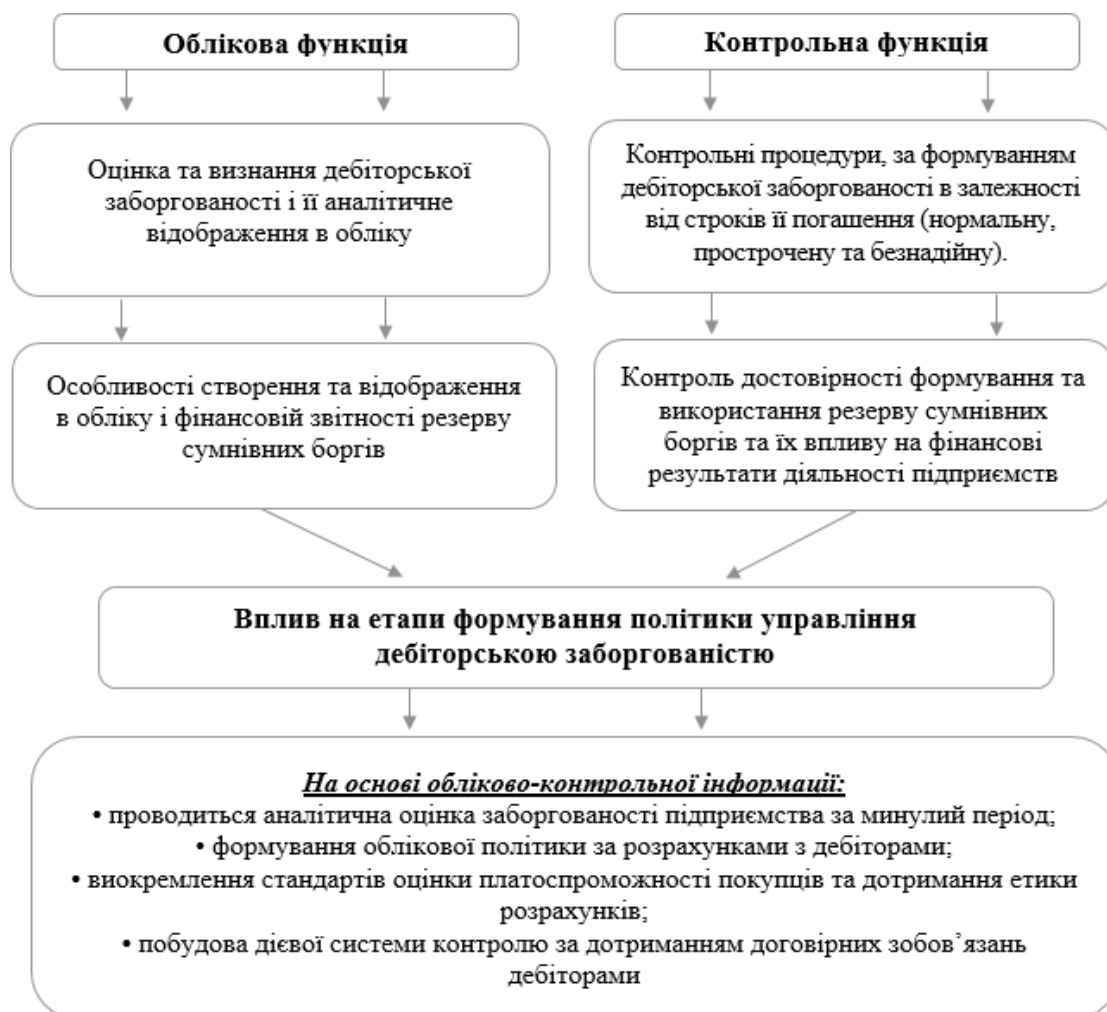 Облікова функція
Контрольна функція
Оцінка та визнання дебіторської
заборгованості і її аналітичне
відображення в обліку
Контрольні процедури, за формуванням
дебіторської заборгованості в залежності
від строків її погашення (нормальну,
прострочену та безнадійну).
Особливості створення та відображення
в обліку і фінансовій звітності резерву
сумнівних боргів
Контроль достовірності формування та
використання резерву сумнівних
боргів та їх впливу на фінансові
результати діяльності підприємств
Вплив на етапи формування політики управління
дебіторською заборгованістю
На основі обліково-контрольної інформації:
• проводиться аналітична оцінка заборгованості підприємства за минулий період;
• формування облікової політики за розрахунками з дебіторами;
• виокремлення стандартів оцінки платоспроможності покупців та дотримання етики
розрахунків;
• побудова дієвої системи контролю за дотриманням договірних зобов’язань
дебіторами